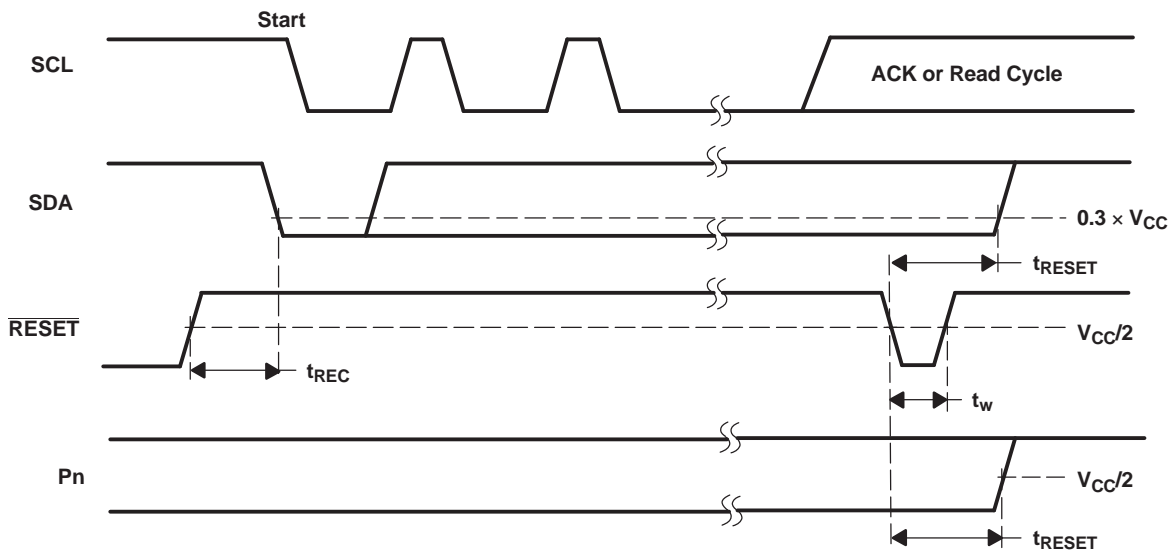 Start
SCL
ACK or Read Cycle
SDA
0.3 × VCC
tRESET
RESET
VCC/2
tREC
tw
Pn
VCC/2
tRESET